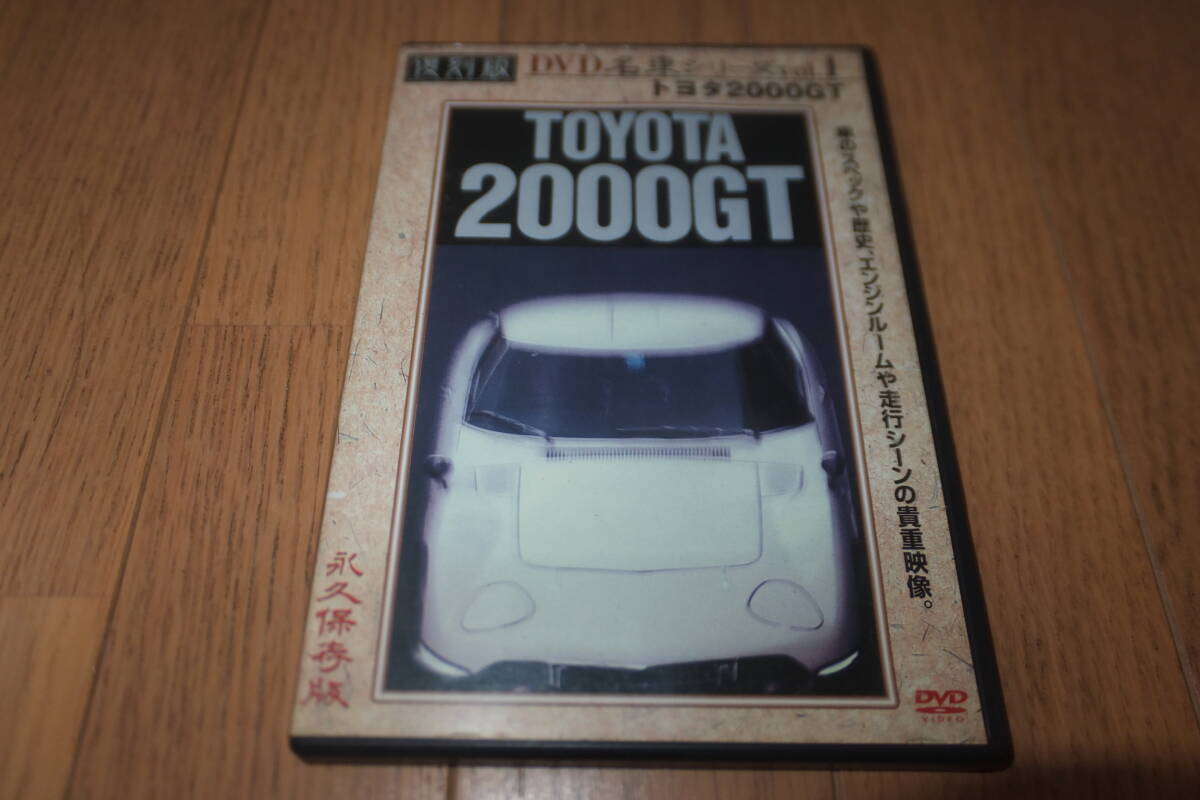 復刻版
DVD名車シリーズvol 1
トヨタ2000GT
TOYOTA
2000GT
車のスペックや歴史、エンジンルームや走行シーンの貴重映像。
永久保存版
DVD
VIDEO